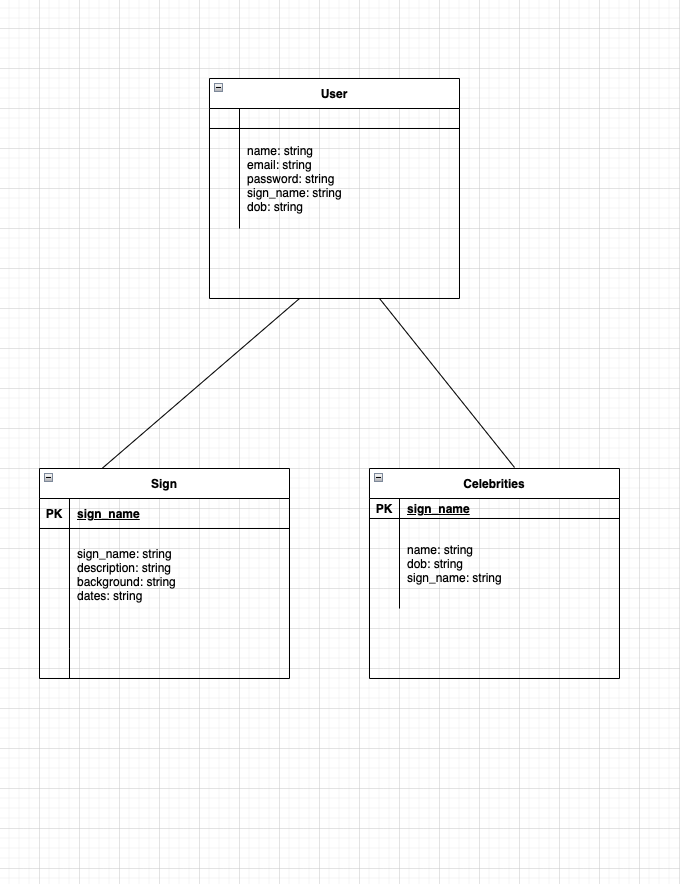 User
name: string
email: string
password: string
sign_name: string
dob: string
Sign
PK sign_name
sign_name: string
description: string
background: string
dates: string
Celebrities
PK sign_name
name: string
dob: string
sign_name: string